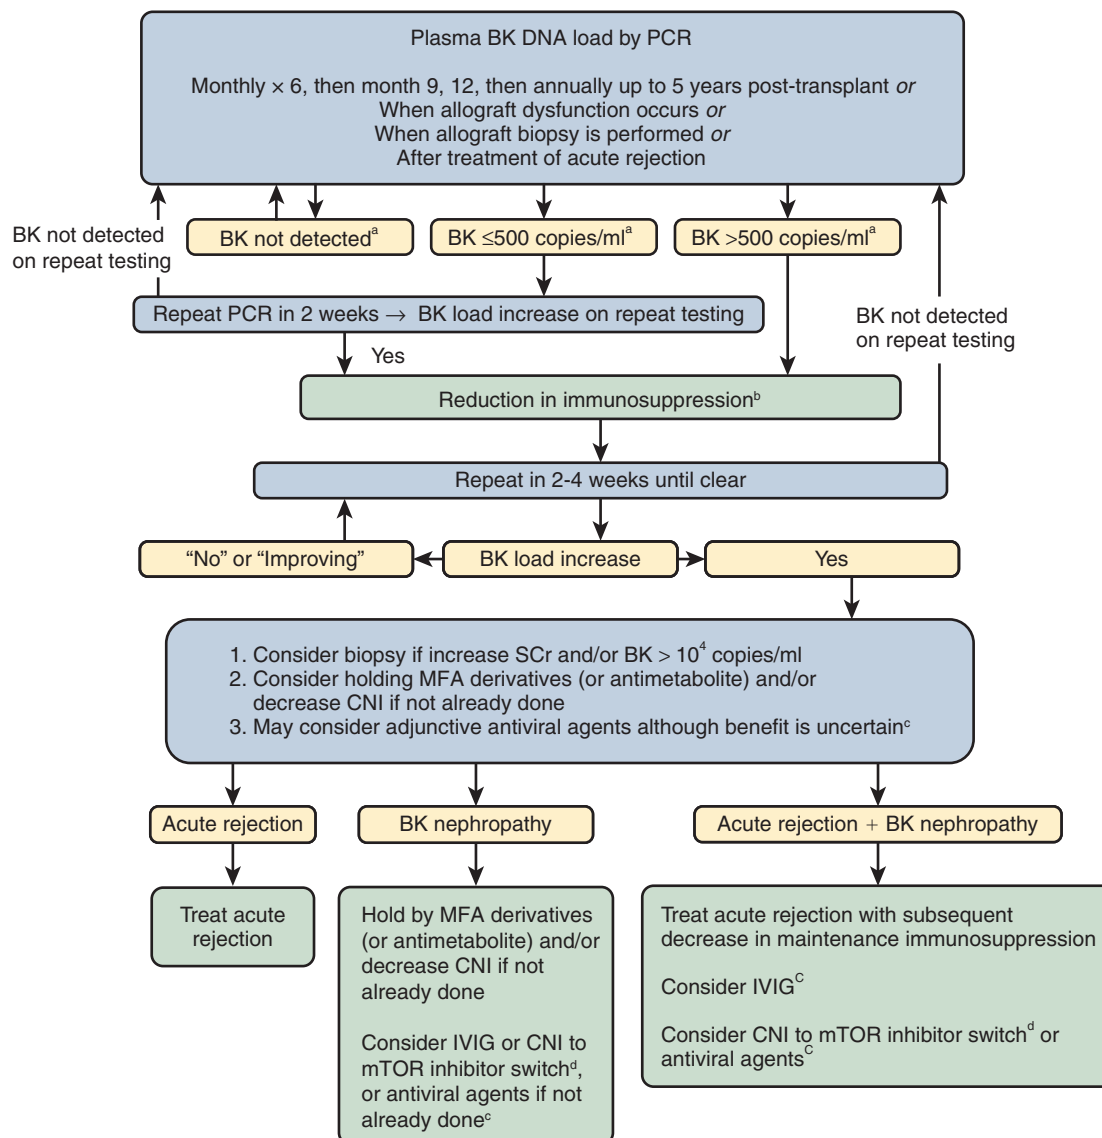 Plasma BK DNA load by PCR
Monthly × 6, then month 9, 12, then annually up to 5 years post-transplant or
When allograft dysfunction occurs or
When allograft biopsy is performed or
After treatment of acute rejection
BK not detected
on repeat testing
BK not detectedᵃ
BK ≤500 copies/mlᵃ
BK >500 copies/mlᵃ
Repeat PCR in 2 weeks → BK load increase on repeat testing
BK not detected
on repeat testing
Yes
Reduction in immunosuppressionᵇ
Repeat in 2-4 weeks until clear
“No” or “Improving”
BK load increase
Yes
1. Consider biopsy if increase SCr and/or BK > 10⁴ copies/ml
2. Consider holding MFA derivatives (or antimetabolite) and/or
decrease CNI if not already done
3. May consider adjunctive antiviral agents although benefit is uncertainᶜ
Acute rejection
BK nephropathy
Acute rejection + BK nephropathy
Treat acute
rejection
Hold by MFA derivatives
(or antimetabolite) and/or
decrease CNI if not
already done
Consider IVIG or CNI to
mTOR inhibitor switchᵈ,
or antiviral agents if not
already doneᶜ
Treat acute rejection with subsequent
decrease in maintenance immunosuppression
Consider IVIGᶜ
Consider CNI to mTOR inhibitor switchᵈ or
antiviral agentsᶜ